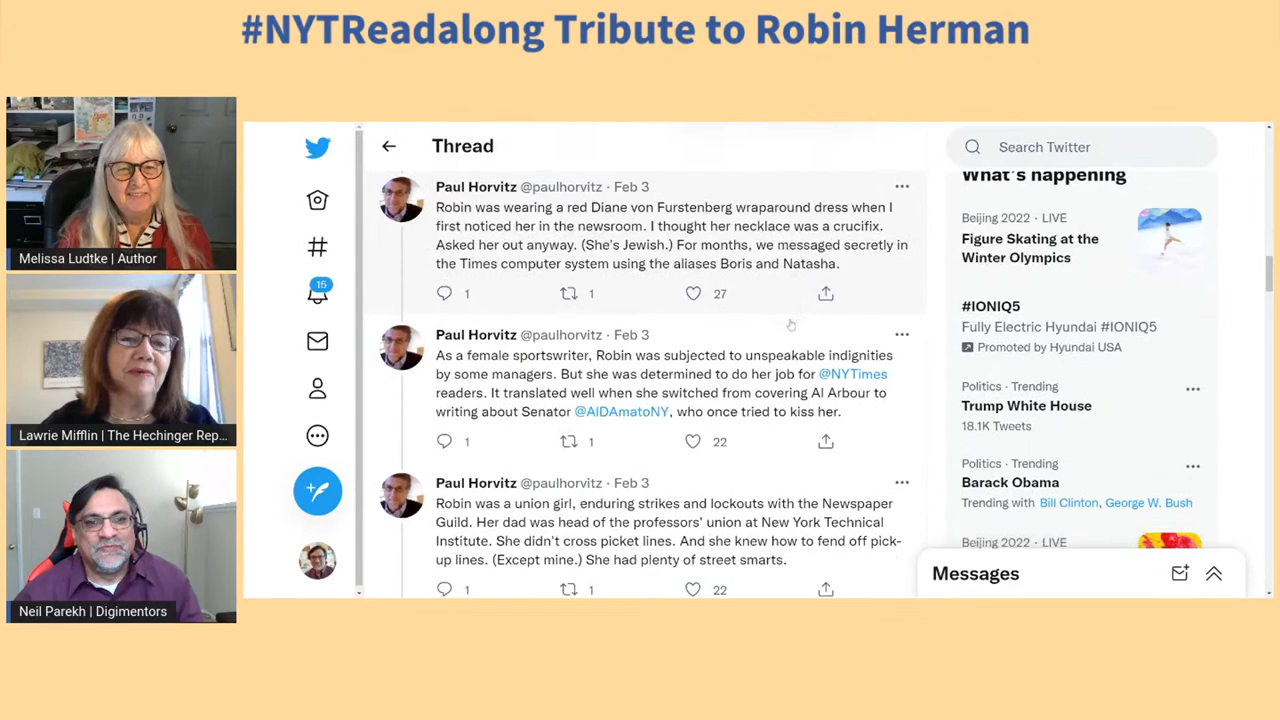 #NYTReadalong Tribute to Robin Herman
Melissa Ludtke | Author
Lawrie Mifflin | The Hechinger Rep...
Neil Parekh | Digimentors
15
Thread
Paul Horvitz @paulhorvitz · Feb 3
Robin was wearing a red Diane von Furstenberg wraparound dress when I
first noticed her in the newsroom. I thought her necklace was a crucifix.
Asked her out anyway. (She's Jewish.) For months, we messaged secretly in
the Times computer system using the aliases Boris and Natasha.
1 1 27
Paul Horvitz @paulhorvitz · Feb 3
As a female sportswriter, Robin was subjected to unspeakable indignities
by some managers. But she was determined to do her job for @NYTimes
readers. It translated well when she switched from covering Al Arbour to
writing about Senator @AlDAmatoNY, who once tried to kiss her.
1 1 22
Paul Horvitz @paulhorvitz · Feb 3
Robin was a union girl, enduring strikes and lockouts with the Newspaper
Guild. Her dad was head of the professors' union at New York Technical
Institute. She didn't cross picket lines. And she knew how to fend off pick-
up lines. (Except mine.) She had plenty of street smarts.
1 1 22
Search Twitter
What's happening
Beijing 2022 · LIVE
Figure Skating at the
Winter Olympics
#IONIQ5
Fully Electric Hyundai #IONIQ5
Promoted by Hyundai USA
Politics · Trending
Trump White House
18.1K Tweets
Politics · Trending
Barack Obama
Trending with Bill Clinton, George W. Bush
Beijing 2022 · LIVE
Messages